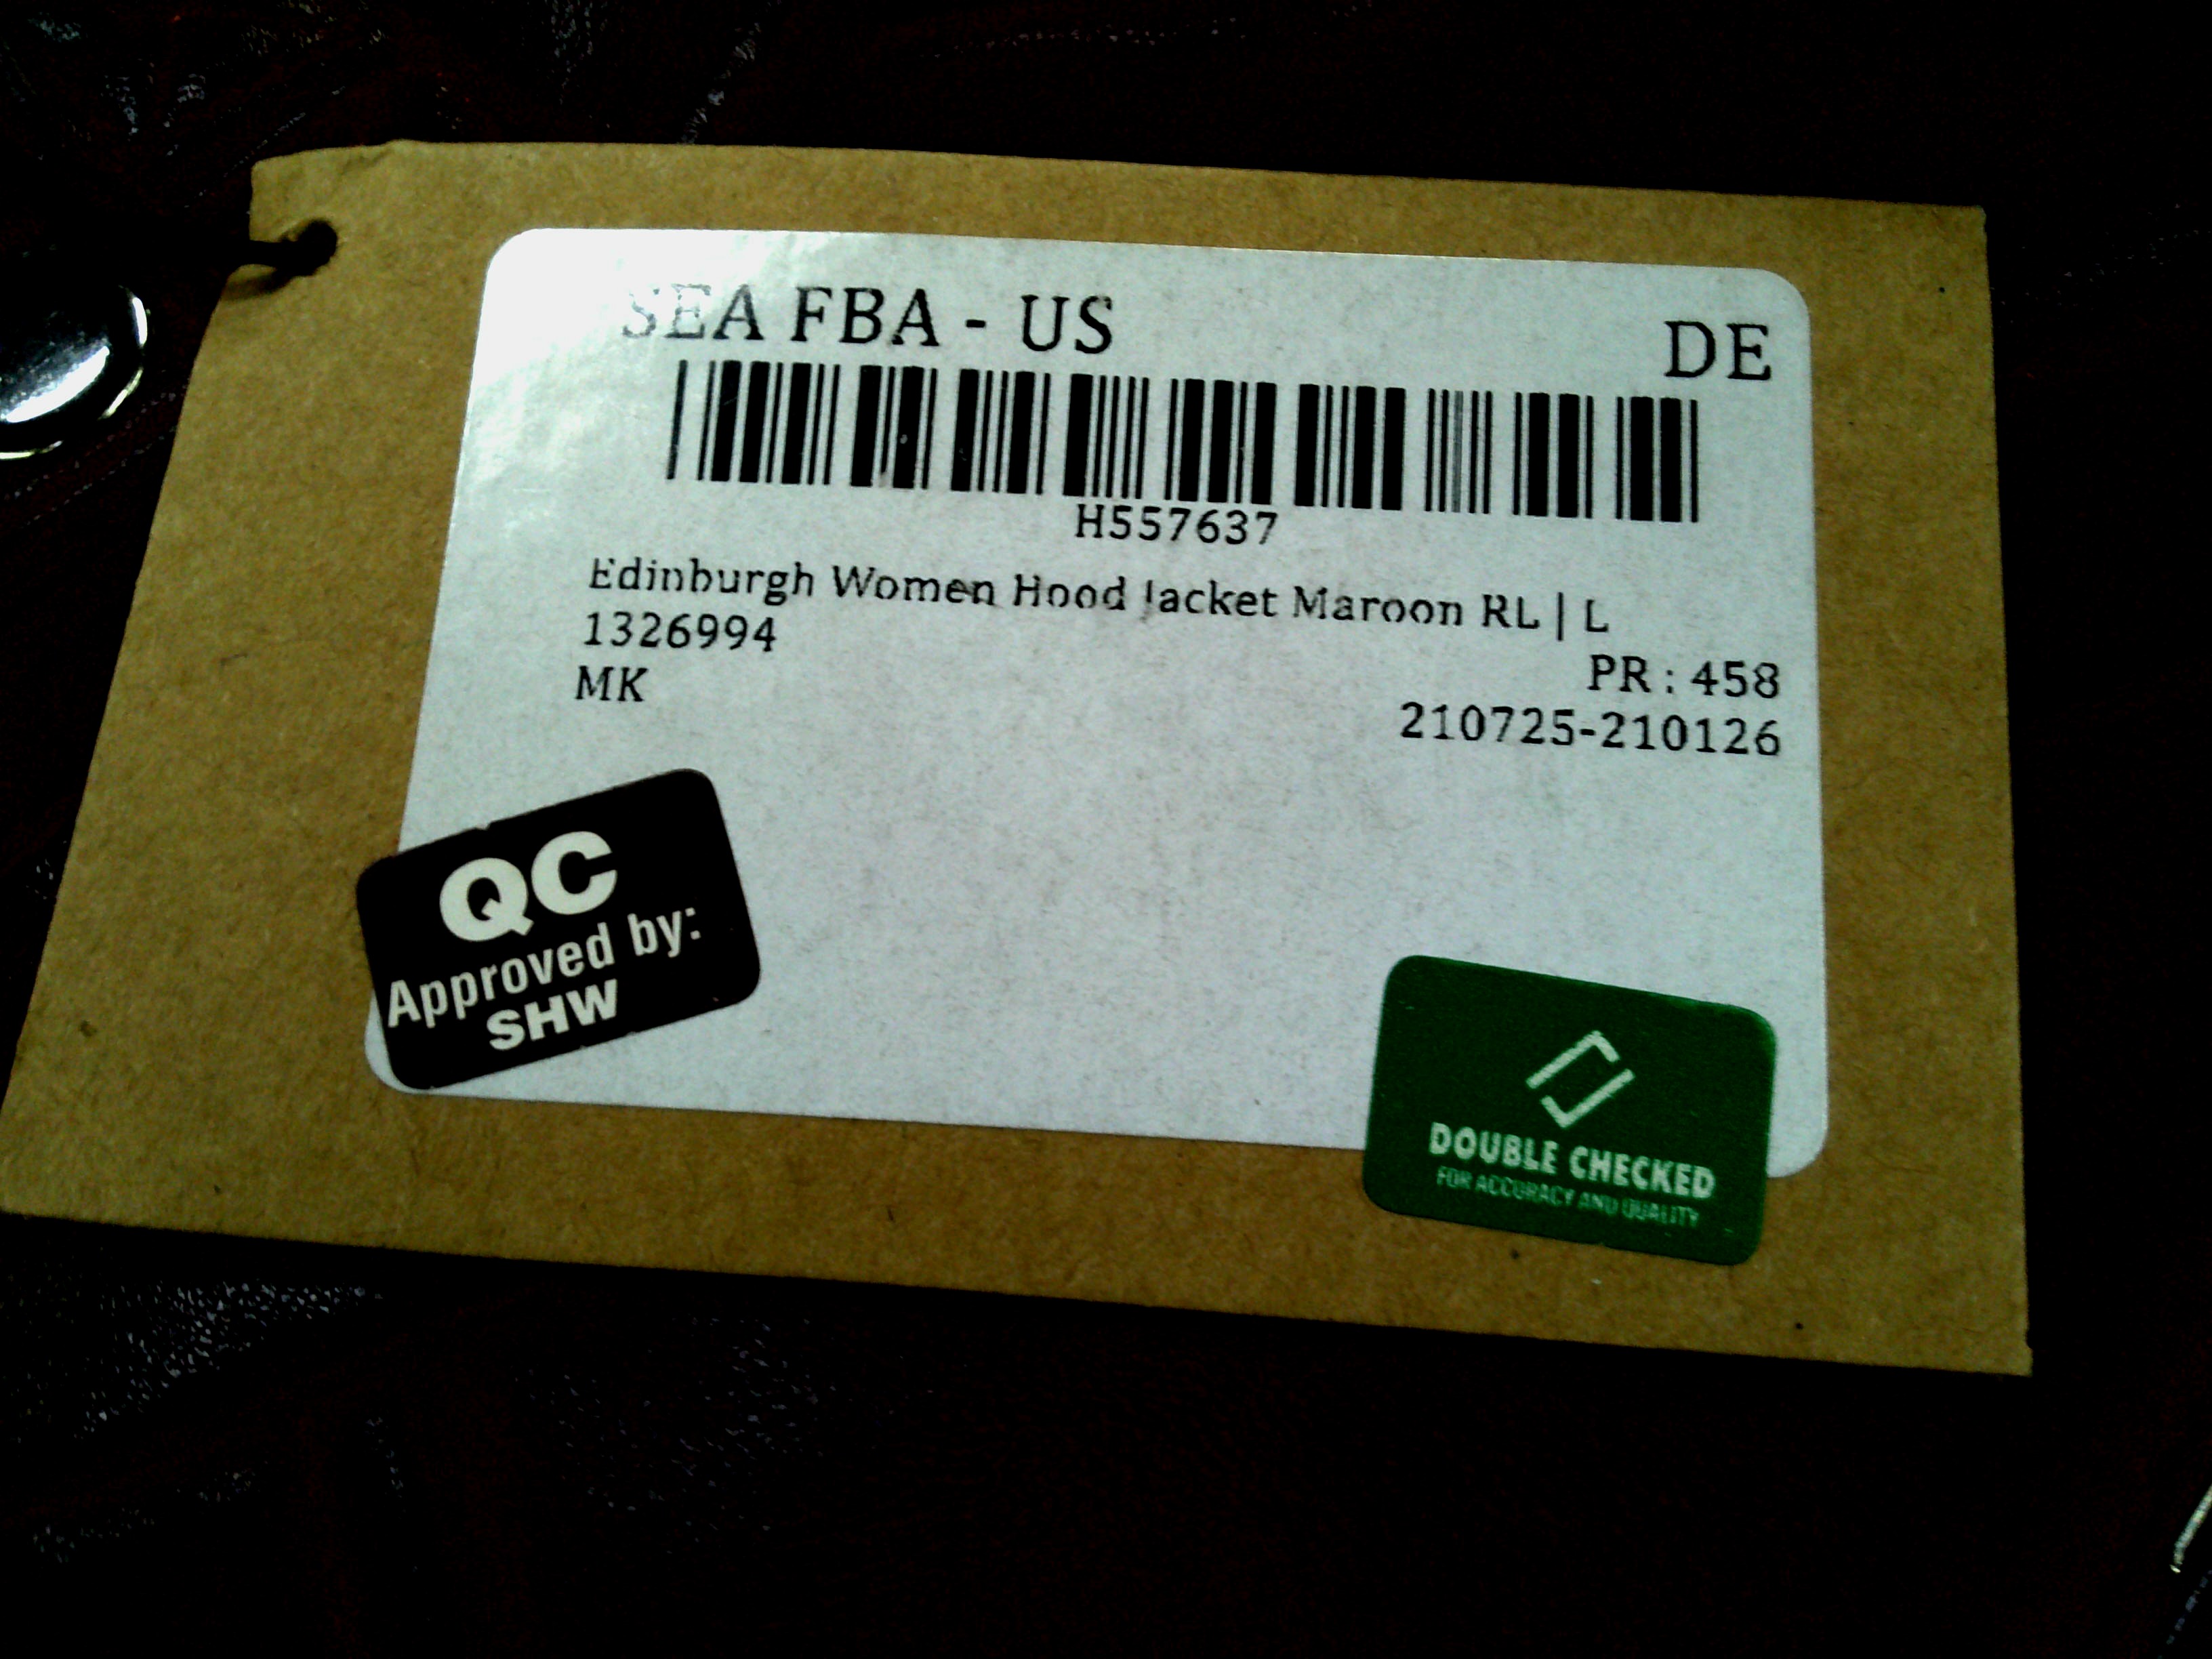 SEA FBA - US
DE
H557637
Edinburgh Women Hood Jacket Maroon RL | L
1326994
PR : 458
MK
210725-210126
QC
Approved by:
SHW
DOUBLE CHECKED
FOR ACCURACY AND QUALITY